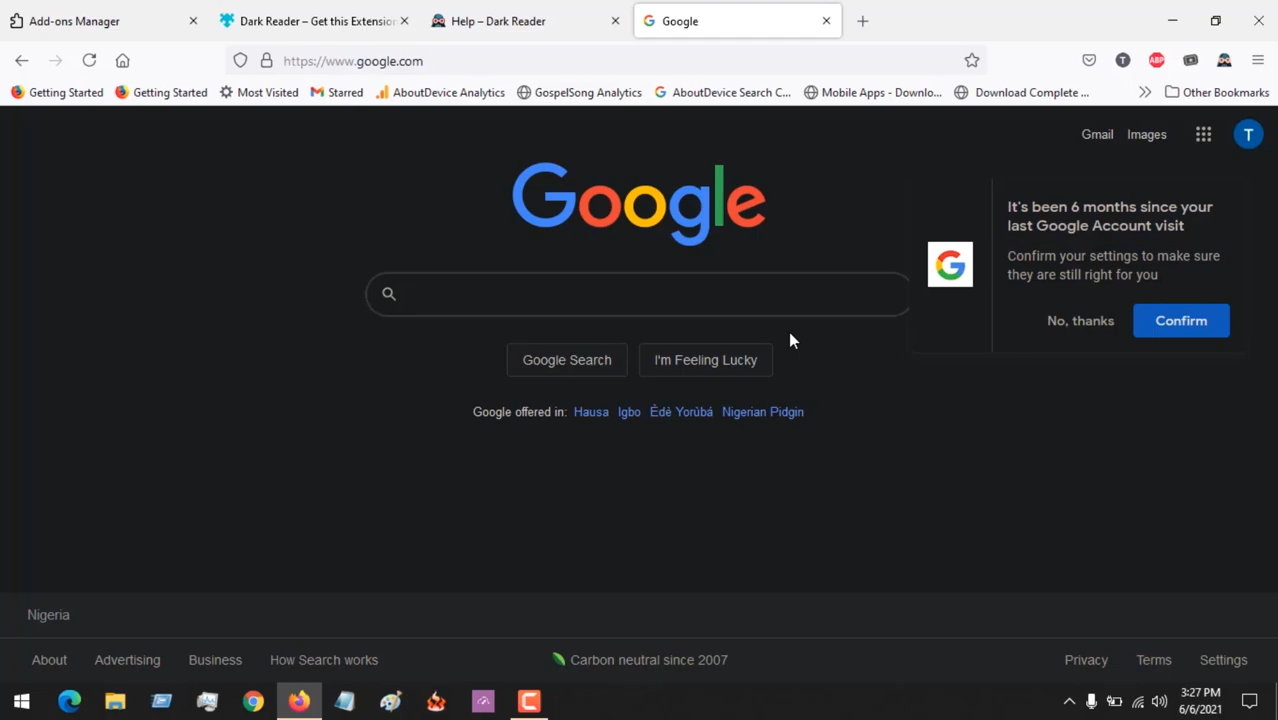 Add-ons Manager
Dark Reader – Get this Extension
Help – Dark Reader
Google
https://www.google.com
T
ABP
Getting Started
Getting Started
Most Visited
Starred
AboutDevice Analytics
GospelSong Analytics
AboutDevice Search C...
Mobile Apps - Downlo...
Download Complete ...
Other Bookmarks
Gmail
Images
T
Google
It's been 6 months since your
last Google Account visit
Confirm your settings to make sure
they are still right for you
No, thanks
Confirm
Google Search
I'm Feeling Lucky
Google offered in: Hausa Igbo Èdè Yorùbá Nigerian Pidgin
Nigeria
About
Advertising
Business
How Search works
Carbon neutral since 2007
Privacy
Terms
Settings
3:27 PM
6/6/2021